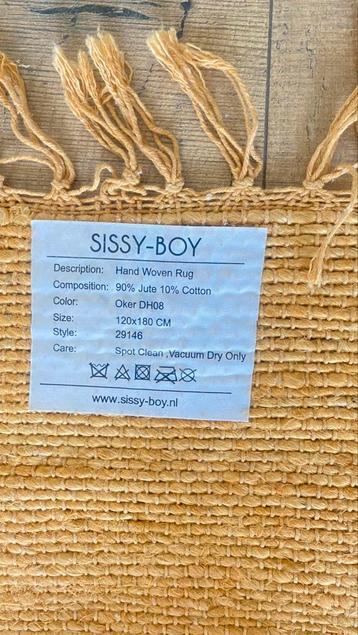 SISSY-BOY
Description: Hand Woven Rug
Composition: 90% Jute 10% Cotton
Color: Oker DH08
Size: 120x180 CM
Style: 29146
Care: Spot Clean ,Vacuum Dry Only
www.sissy-boy.nl